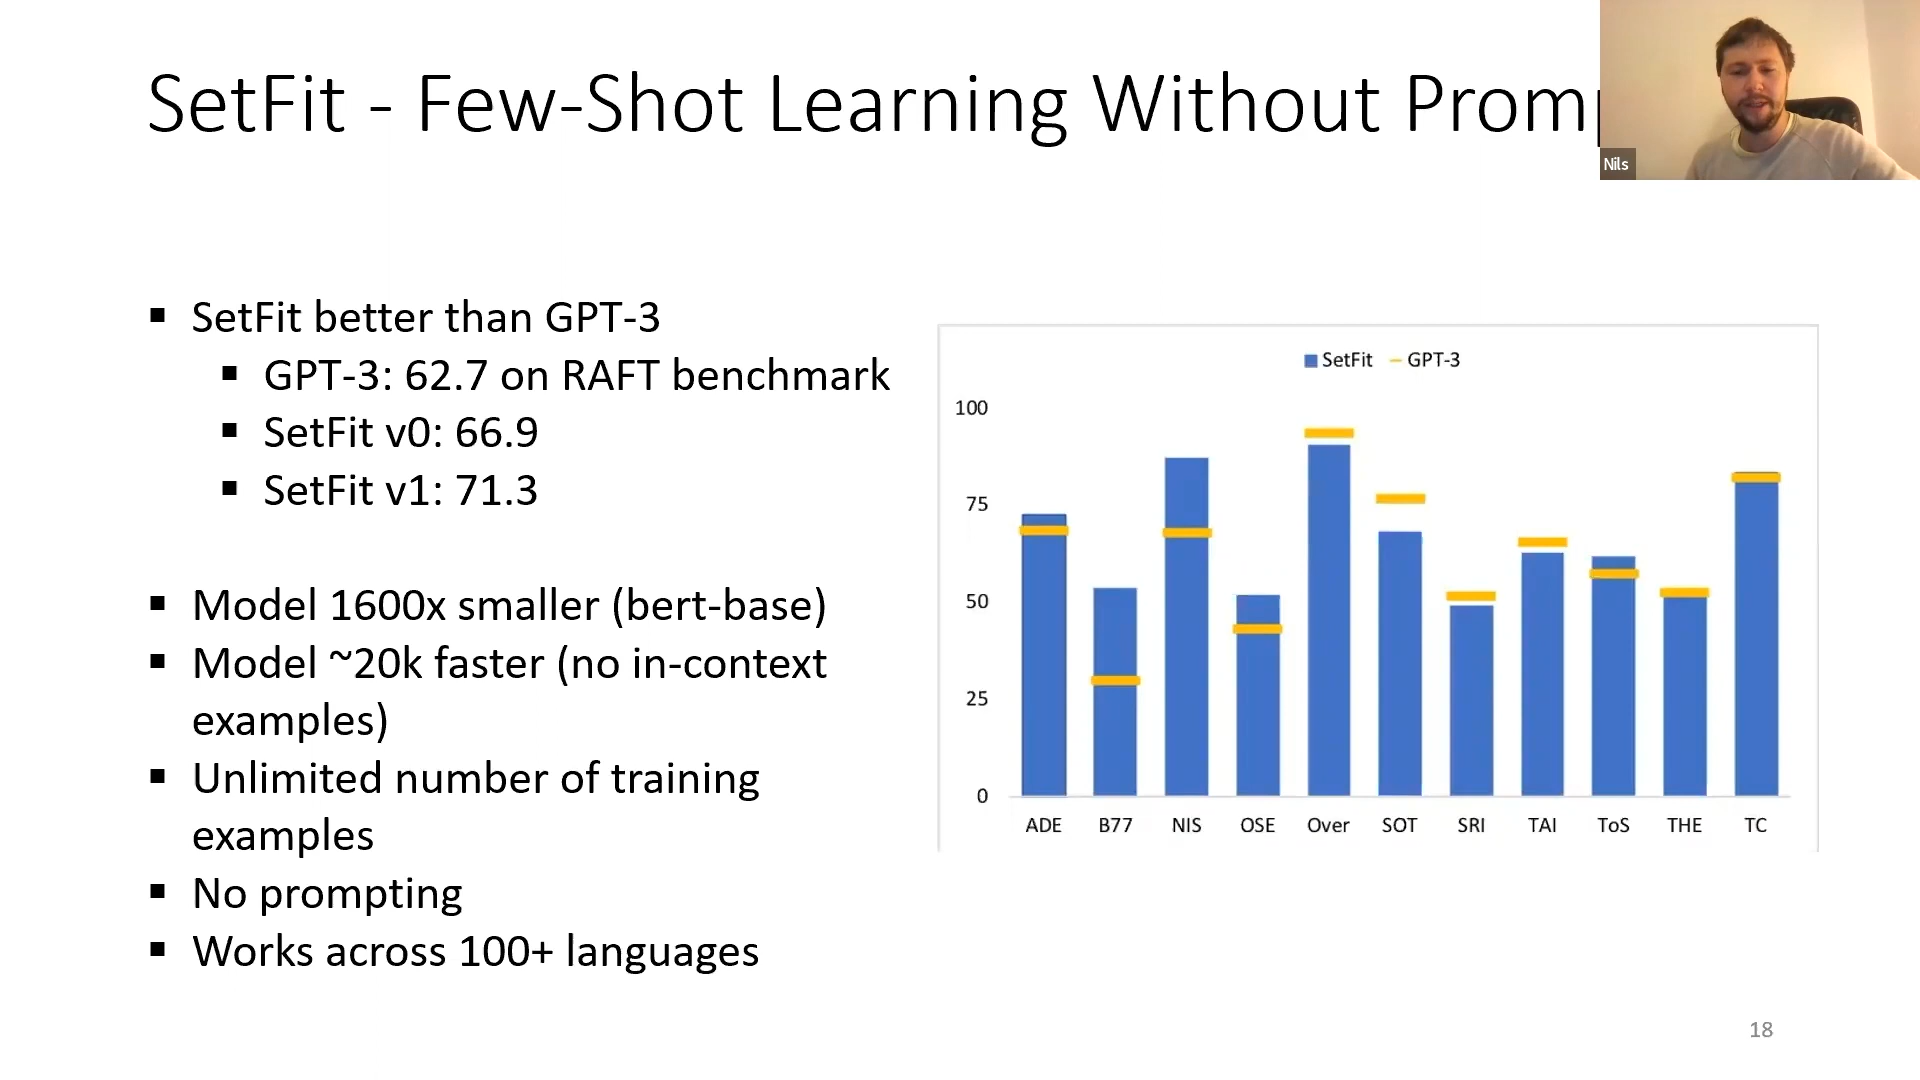 SetFit - Few-Shot Learning Without Prom
Nils
SetFit better than GPT-3
GPT-3: 62.7 on RAFT benchmark
SetFit v0: 66.9
SetFit v1: 71.3
Model 1600x smaller (bert-base)
Model ~20k faster (no in-context
examples)
Unlimited number of training
examples
No prompting
Works across 100+ languages
SetFit GPT-3
100
75
50
25
0
ADE B77 NIS OSE Over SOT SRI TAI ToS THE TC
18